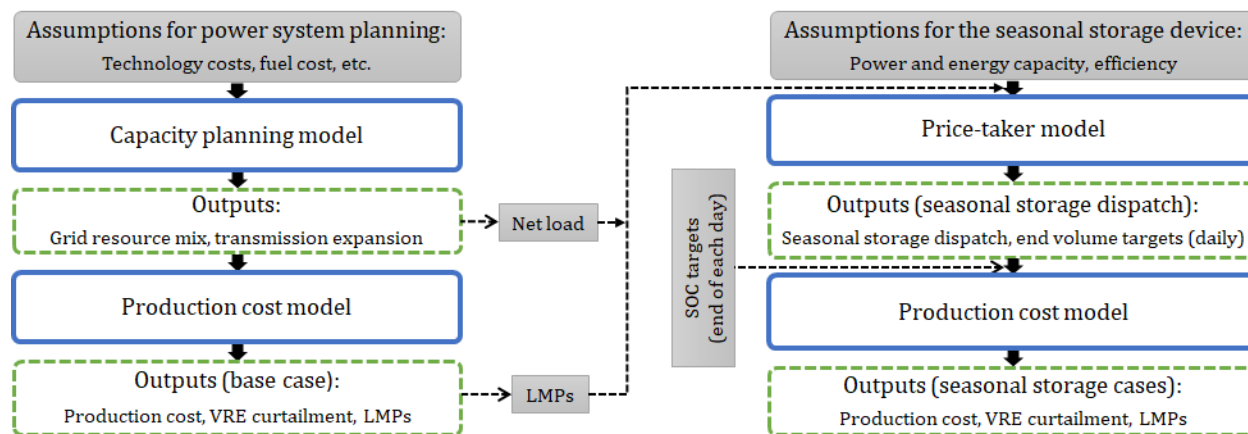 Assumptions for power system planning:
Technology costs, fuel cost, etc.
Capacity planning model
Outputs:
Grid resource mix, transmission expansion
Production cost model
Outputs (base case):
Production cost, VRE curtailment, LMPs
Net load
LMPs
SOC targets
(end of each day)
Assumptions for the seasonal storage device:
Power and energy capacity, efficiency
Price-taker model
Outputs (seasonal storage dispatch):
Seasonal storage dispatch, end volume targets (daily)
Production cost model
Outputs (seasonal storage cases):
Production cost, VRE curtailment, LMPs